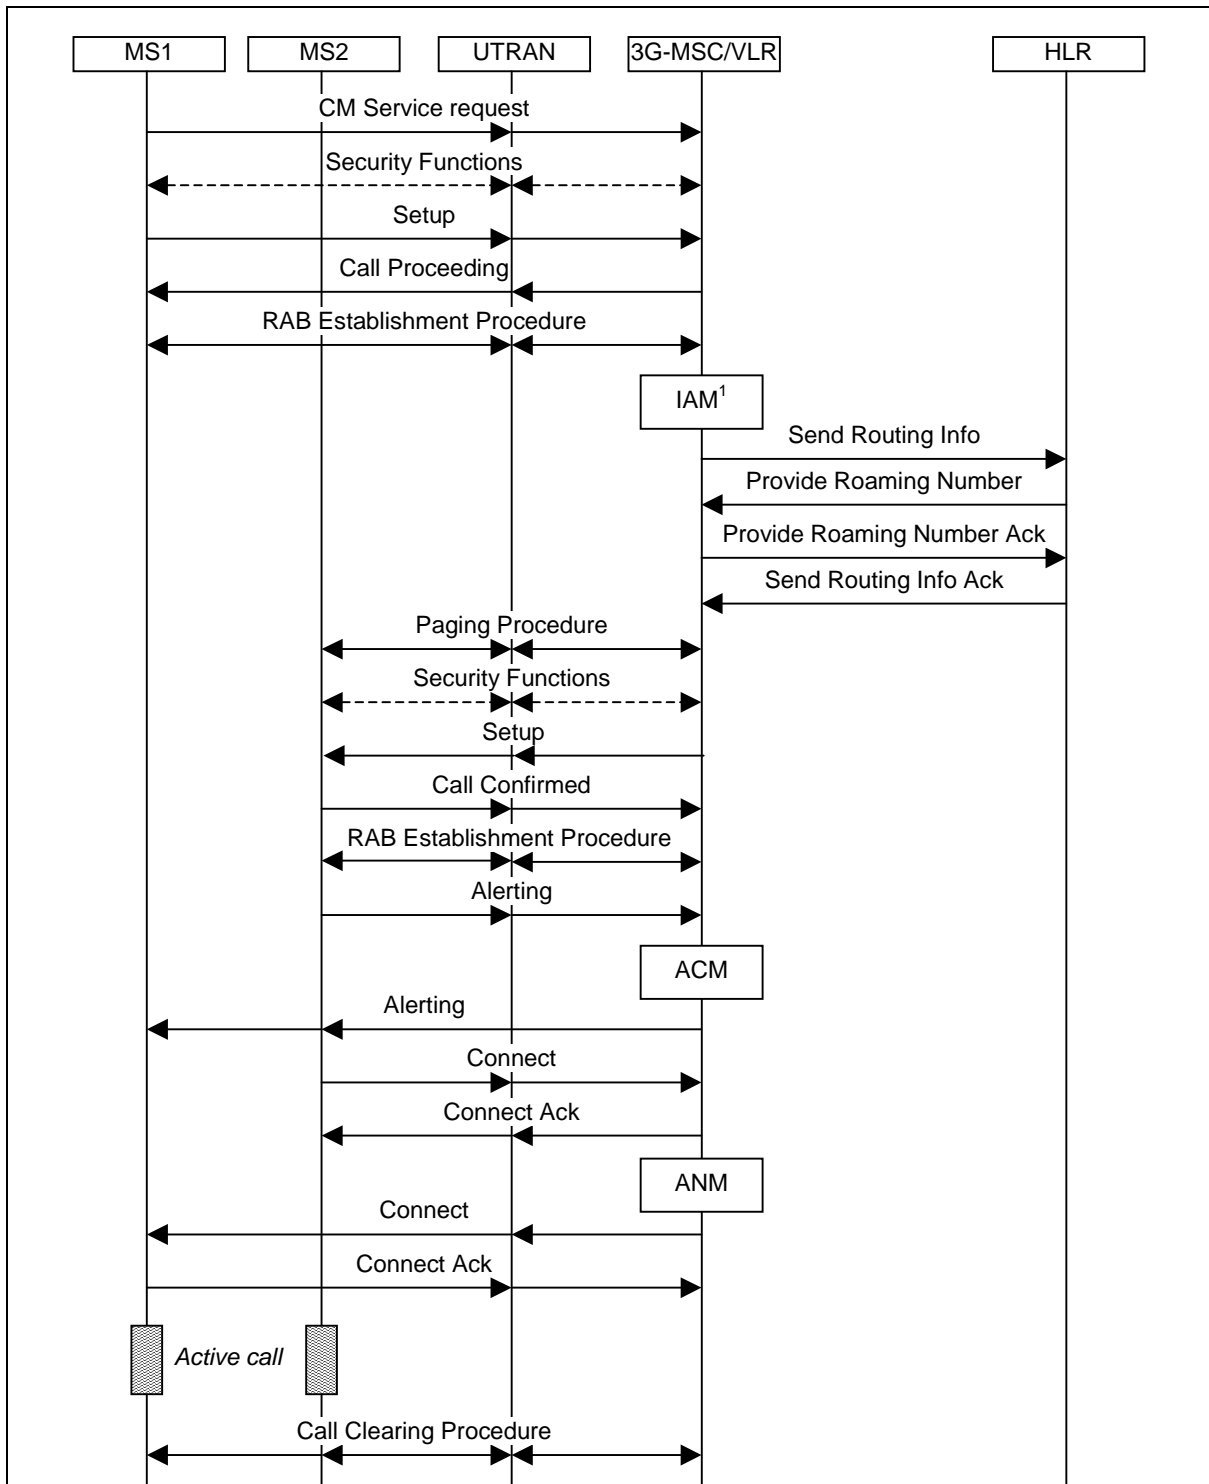 MS1 MS2 UTRAN 3G-MSC/VLR HLR
CM Service request
Security Functions
Setup
Call Proceeding
RAB Establishment Procedure
IAM1
Send Routing Info
Provide Roaming Number
Provide Roaming Number Ack
Send Routing Info Ack
Paging Procedure
Security Functions
Setup
Call Confirmed
RAB Establishment Procedure
Alerting
ACM
Alerting
Connect
Connect Ack
ANM
Connect
Connect Ack
Active call
Call Clearing Procedure